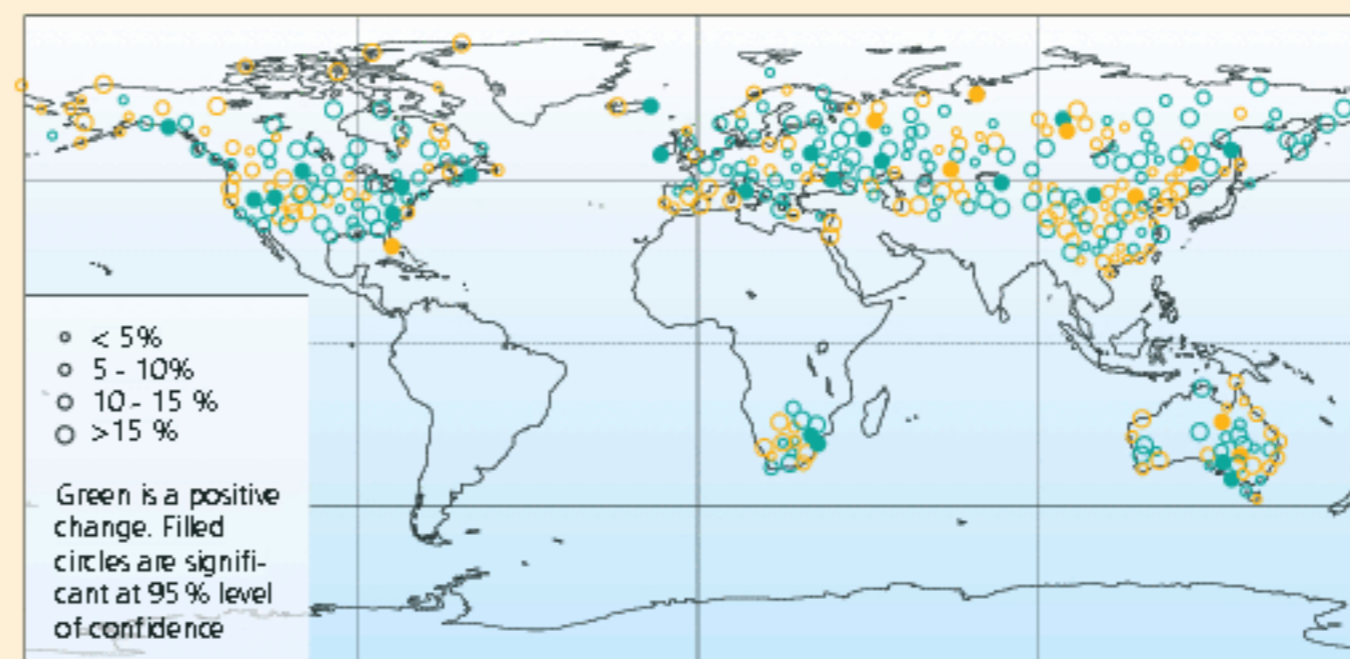 < 5%
5 - 10%
10 - 15 %
>15 %
Green is a positive
change. Filled
circles are signifi-
cant at 95 % level
of confidence